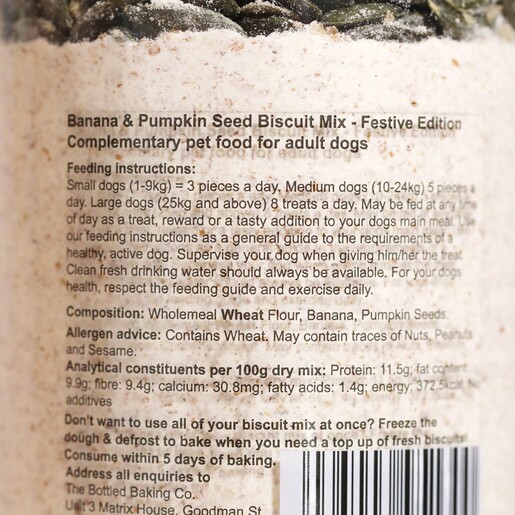 Banana & Pumpkin Seed Biscuit Mix - Festive Edition
Complementary pet food for adult dogs
Feeding instructions:
Small dogs (1-9kg) = 3 pieces a day, Medium dogs (10-24kg) 5 pieces a
day. Large dogs (25kg and above) 8 treats a day. May be fed at any time
of day as a treat, reward or a tasty addition to your dogs main meal. Use
our feeding instructions as a general guide to the requirements of a
healthy, active dog. Supervise your dog when giving him/her the treat.
Clean fresh drinking water should always be available. For your dogs
health, respect the feeding guide and exercise daily.
Composition: Wholemeal Wheat Flour, Banana, Pumpkin Seeds.
Allergen advice: Contains Wheat. May contain traces of Nuts, Peanuts
and Sesame.
Analytical constituents per 100g dry mix: Protein: 11.5g; fat content:
9.9g; fibre: 9.4g; calcium: 30.8mg; fatty acids: 1.4g; energy: 372.5kcal. No
additives
Don't want to use all of your biscuit mix at once? Freeze the
dough & defrost to bake when you need a top up of fresh biscuits!
Consume within 5 days of baking.
Address all enquiries to
The Bottled Baking Co.
Unit 3 Matrix House, Goodman St